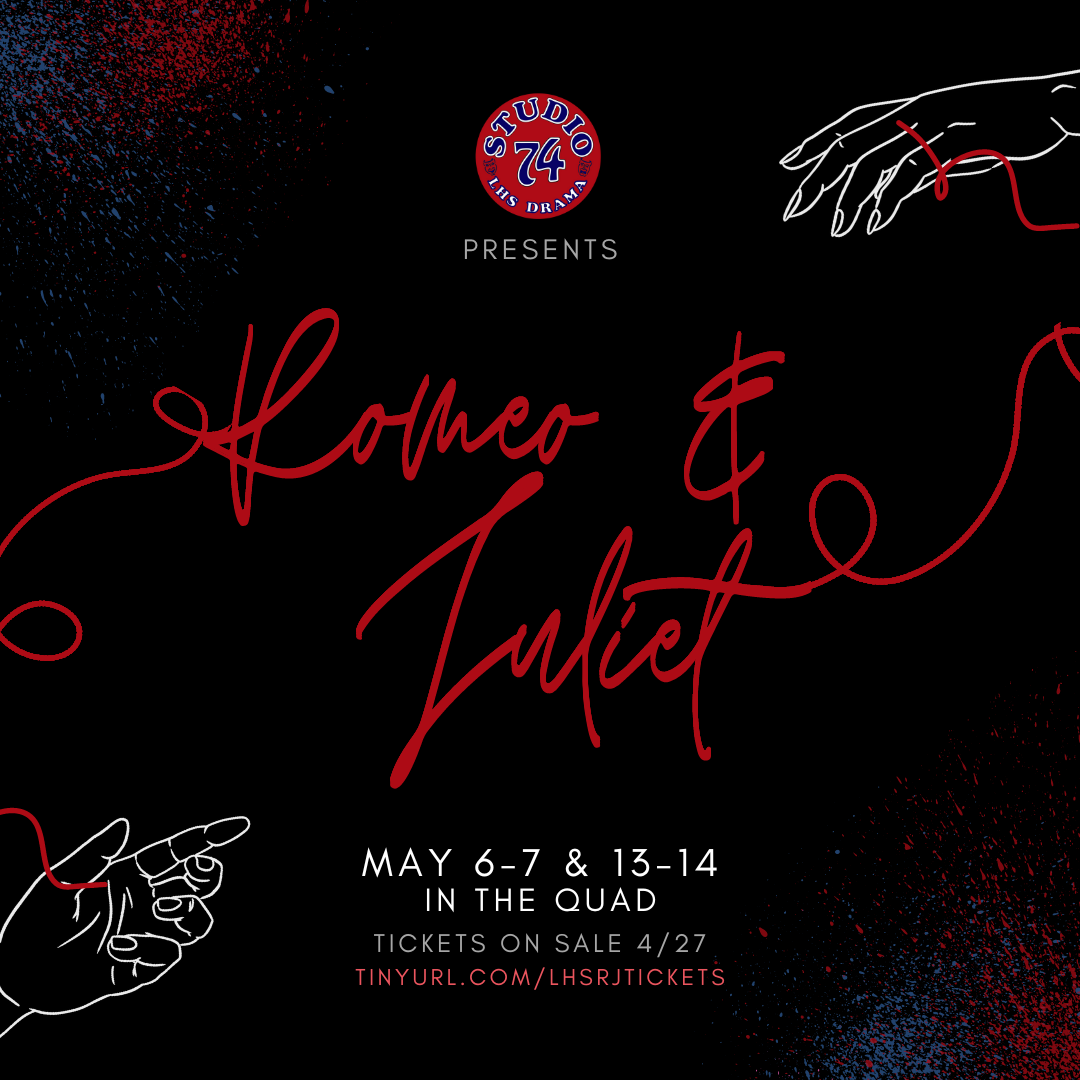 STUDIO
74
LHS DRAMA
PRESENTS
Romeo &
Juliet
MAY 6-7 & 13-14
IN THE QUAD
TICKETS ON SALE 4/27
TINYURL.COM/LHSRJTICKETS